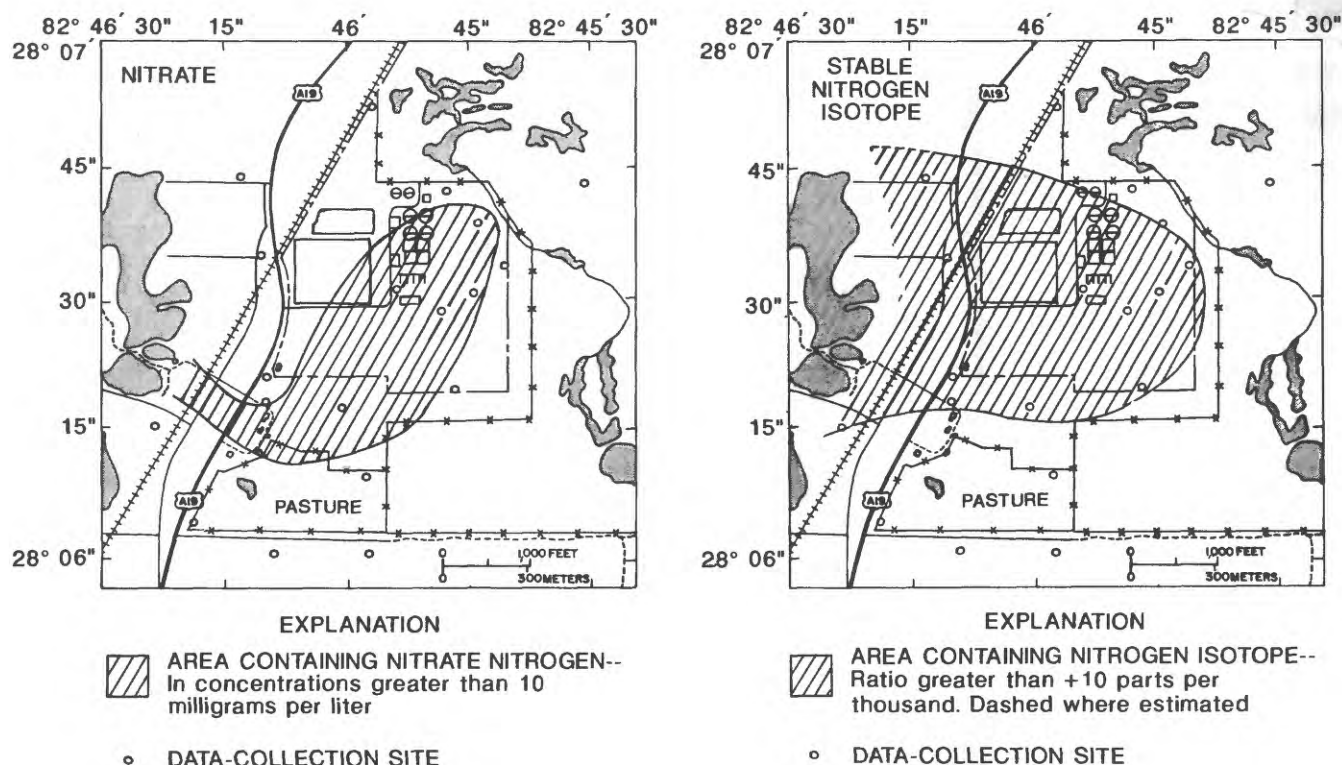 82° 46´ 30" 15" 46´ 45" 82° 45´ 30"
28° 07´
NITRATE
A19
45"
30"
15"
A19
PASTURE
28° 06"
0 1,000 FEET
0 300 METERS
EXPLANATION
AREA CONTAINING NITRATE NITROGEN--
In concentrations greater than 10
milligrams per liter
DATA-COLLECTION SITE
82° 46´ 30" 15" 46´ 45" 82° 45´ 30"
28° 07´
STABLE
NITROGEN
ISOTOPE
A19
45"
30"
15"
A19
PASTURE
28° 06"
0 1,000 FEET
0 300 METERS
EXPLANATION
AREA CONTAINING NITROGEN ISOTOPE--
Ratio greater than +10 parts per
thousand. Dashed where estimated
DATA-COLLECTION SITE